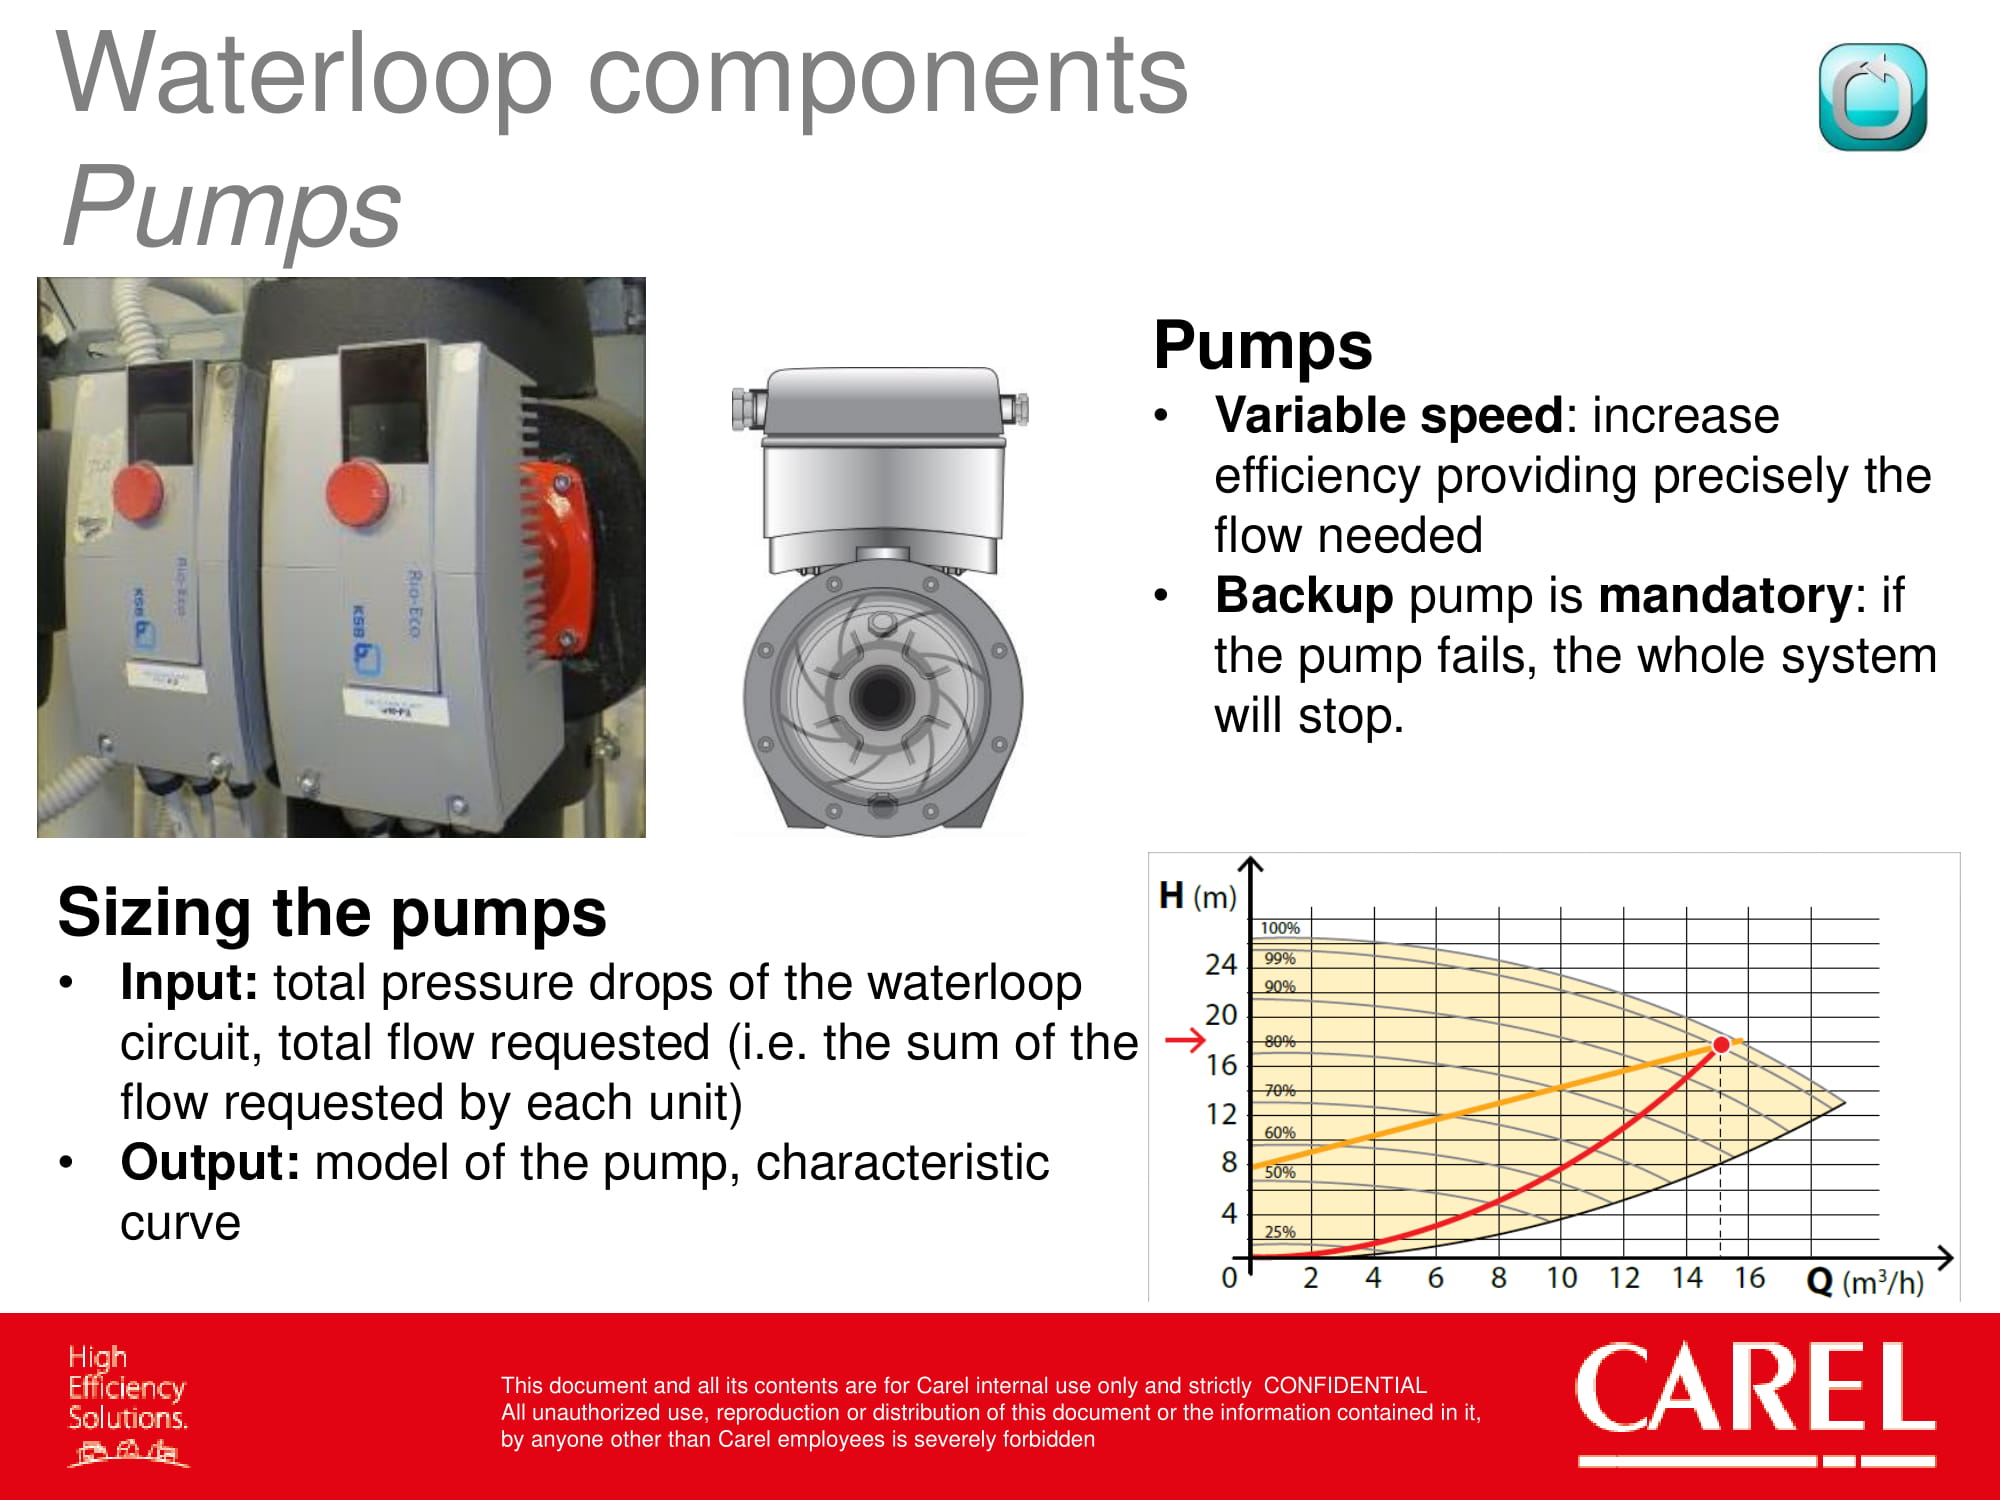 Waterloop components
Pumps
Rio-Eco
KSB
Rio-Eco
KSB
Pumps
• Variable speed: increase
efficiency providing precisely the
flow needed
• Backup pump is mandatory: if
the pump fails, the whole system
will stop.
Sizing the pumps
• Input: total pressure drops of the waterloop
circuit, total flow requested (i.e. the sum of the
flow requested by each unit)
• Output: model of the pump, characteristic
curve
H (m)
100%
24
99%
90%
20
80%
16
70%
12
60%
8
50%
4
25%
0 2 4 6 8 10 12 14 16 Q (m³/h)
High
Efficiency
Solutions.
This document and all its contents are for Carel internal use only and strictly CONFIDENTIAL
All unauthorized use, reproduction or distribution of this document or the information contained in it,
by anyone other than Carel employees is severely forbidden
CAREL